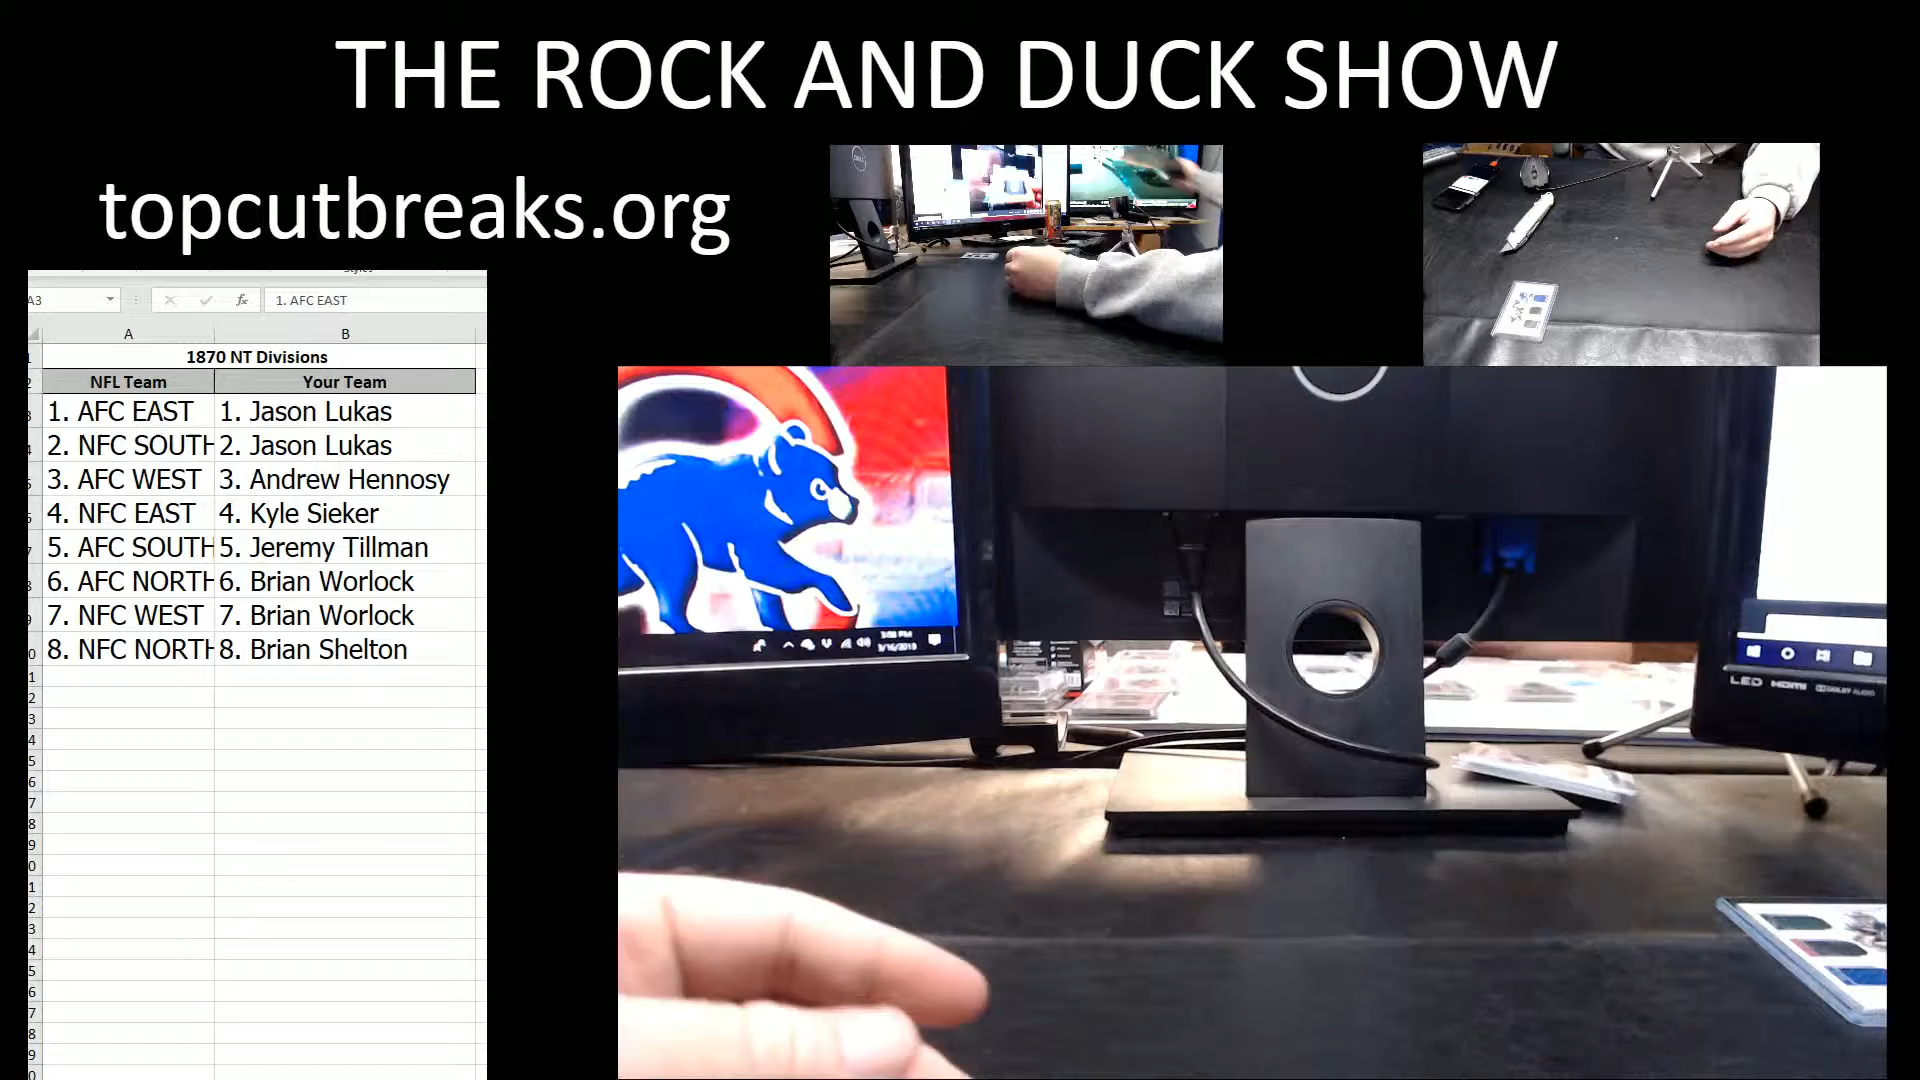 THE ROCK AND DUCK SHOW
topcutbreaks.org
A3
fx
1. AFC EAST
A B
1870 NT Divisions
NFL Team Your Team
1. AFC EAST 1. Jason Lukas
2. NFC SOUTH 2. Jason Lukas
3. AFC WEST 3. Andrew Hennosy
4. NFC EAST 4. Kyle Sieker
5. AFC SOUTH 5. Jeremy Tillman
6. AFC NORTH 6. Brian Worlock
7. NFC WEST 7. Brian Worlock
8. NFC NORTH 8. Brian Shelton
LED HDMI